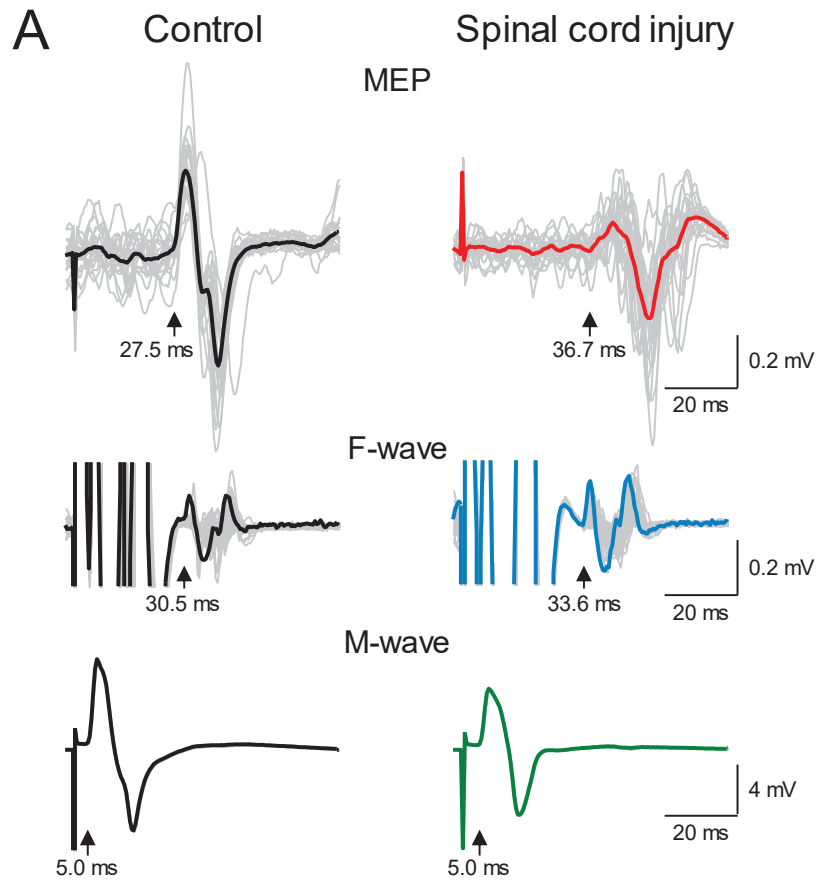 A
Control
Spinal cord injury
MEP
27.5 ms
36.7 ms
0.2 mV
20 ms
F-wave
30.5 ms
33.6 ms
0.2 mV
20 ms
M-wave
5.0 ms
5.0 ms
4 mV
20 ms